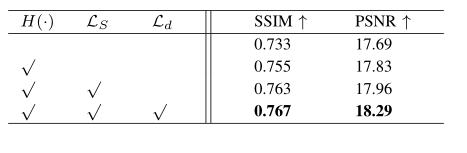 H(·) ℒ_S ℒ_d SSIM ↑ PSNR ↑
0.733 17.69
√ 0.755 17.83
√ √ 0.763 17.96
√ √ √ 0.767 18.29